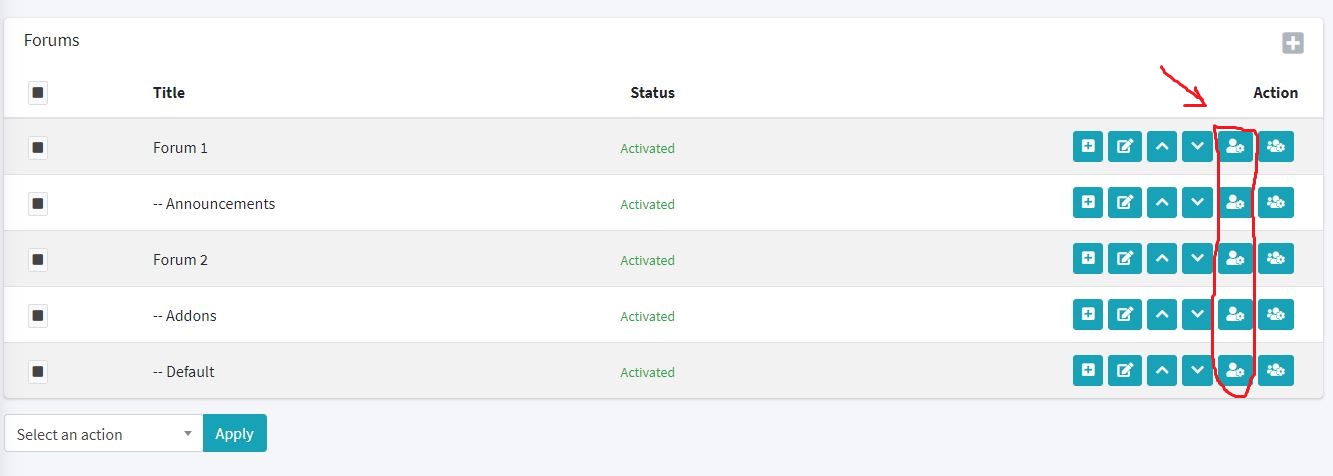 Forums
Title Status Action
Forum 1 Activated
-- Announcements Activated
Forum 2 Activated
-- Addons Activated
-- Default Activated
Select an action Apply